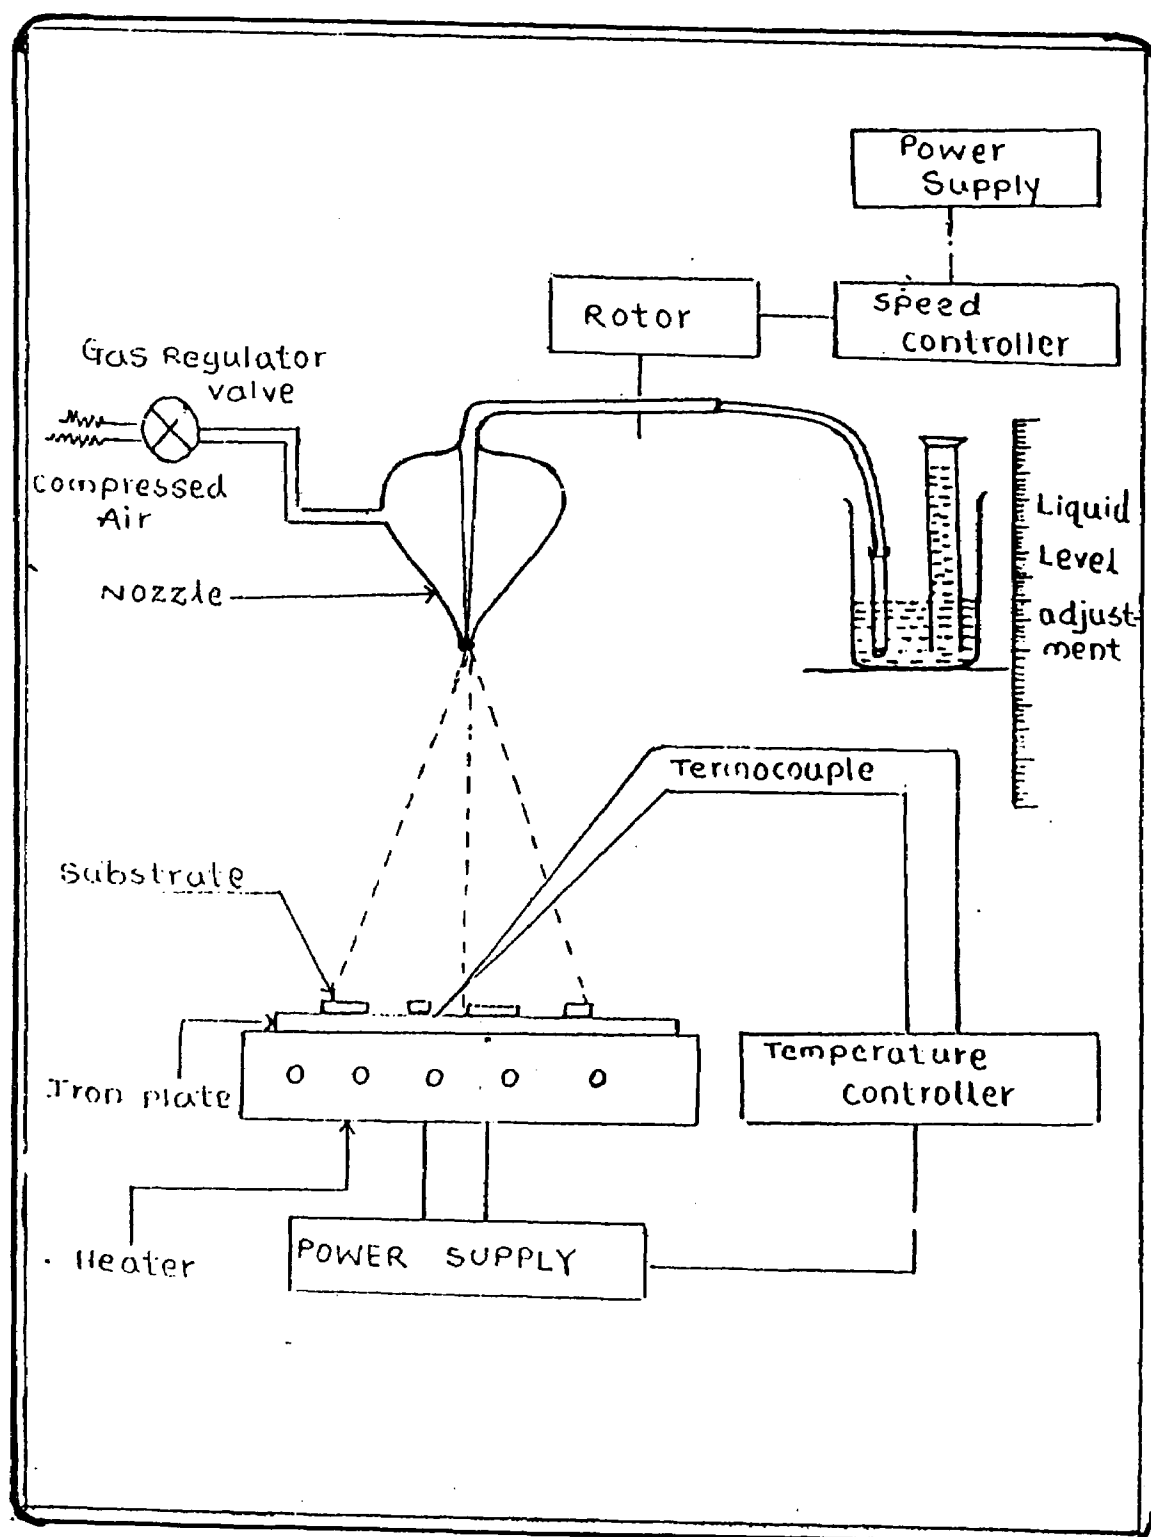 Power
Supply
Rotor
Speed
Controller
Gas Regulator
valve
Compressed
Air
Nozzle
Liquid
Level
adjust-
ment
Termocouple
Substrate
Iron plate
Temperature
Controller
Heater
POWER SUPPLY